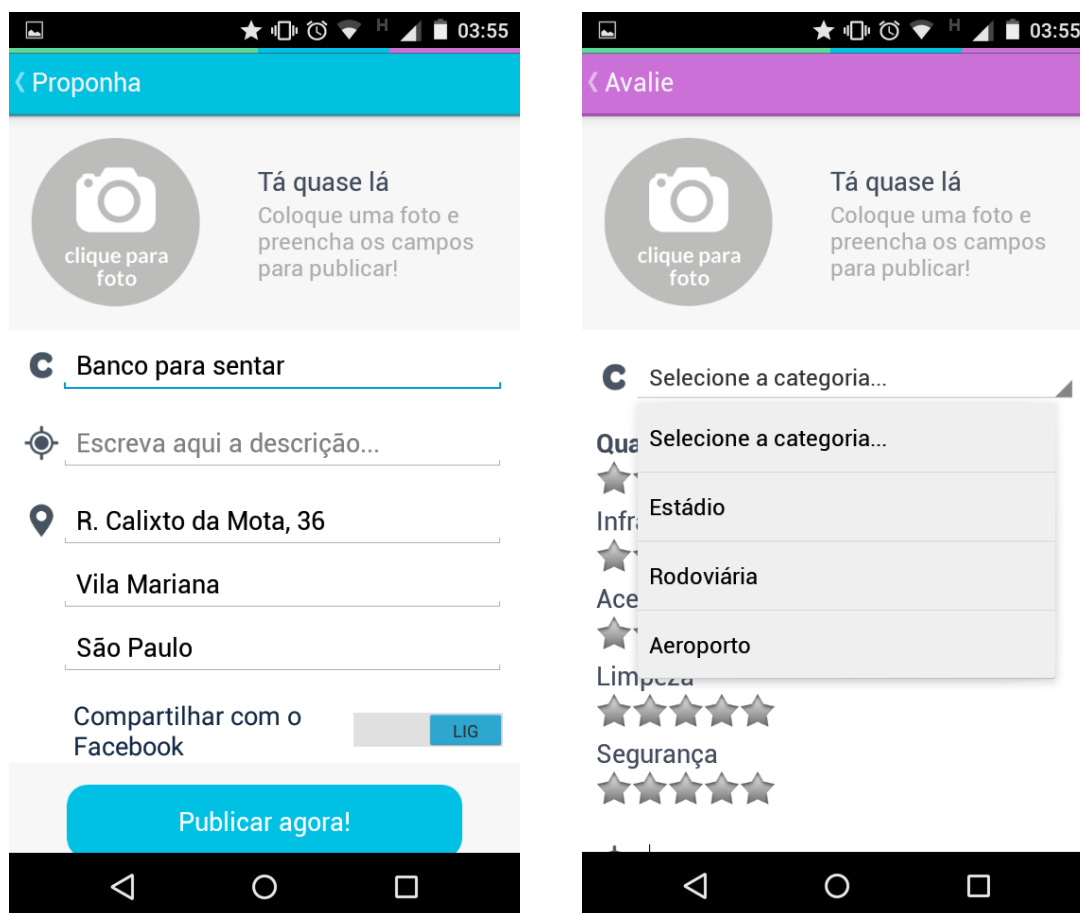 H 03:55
Proponha
clique para
foto
Tá quase lá
Coloque uma foto e
preencha os campos
para publicar!
Banco para sentar
Escreva aqui a descrição...
R. Calixto da Mota, 36
Vila Mariana
São Paulo
Compartilhar com o
Facebook
LIG
Publicar agora!
H 03:55
Avalie
clique para
foto
Tá quase lá
Coloque uma foto e
preencha os campos
para publicar!
C Selecione a categoria...
Selecione a categoria...
Estádio
Rodoviária
Aeroporto
Limpeza
Segurança